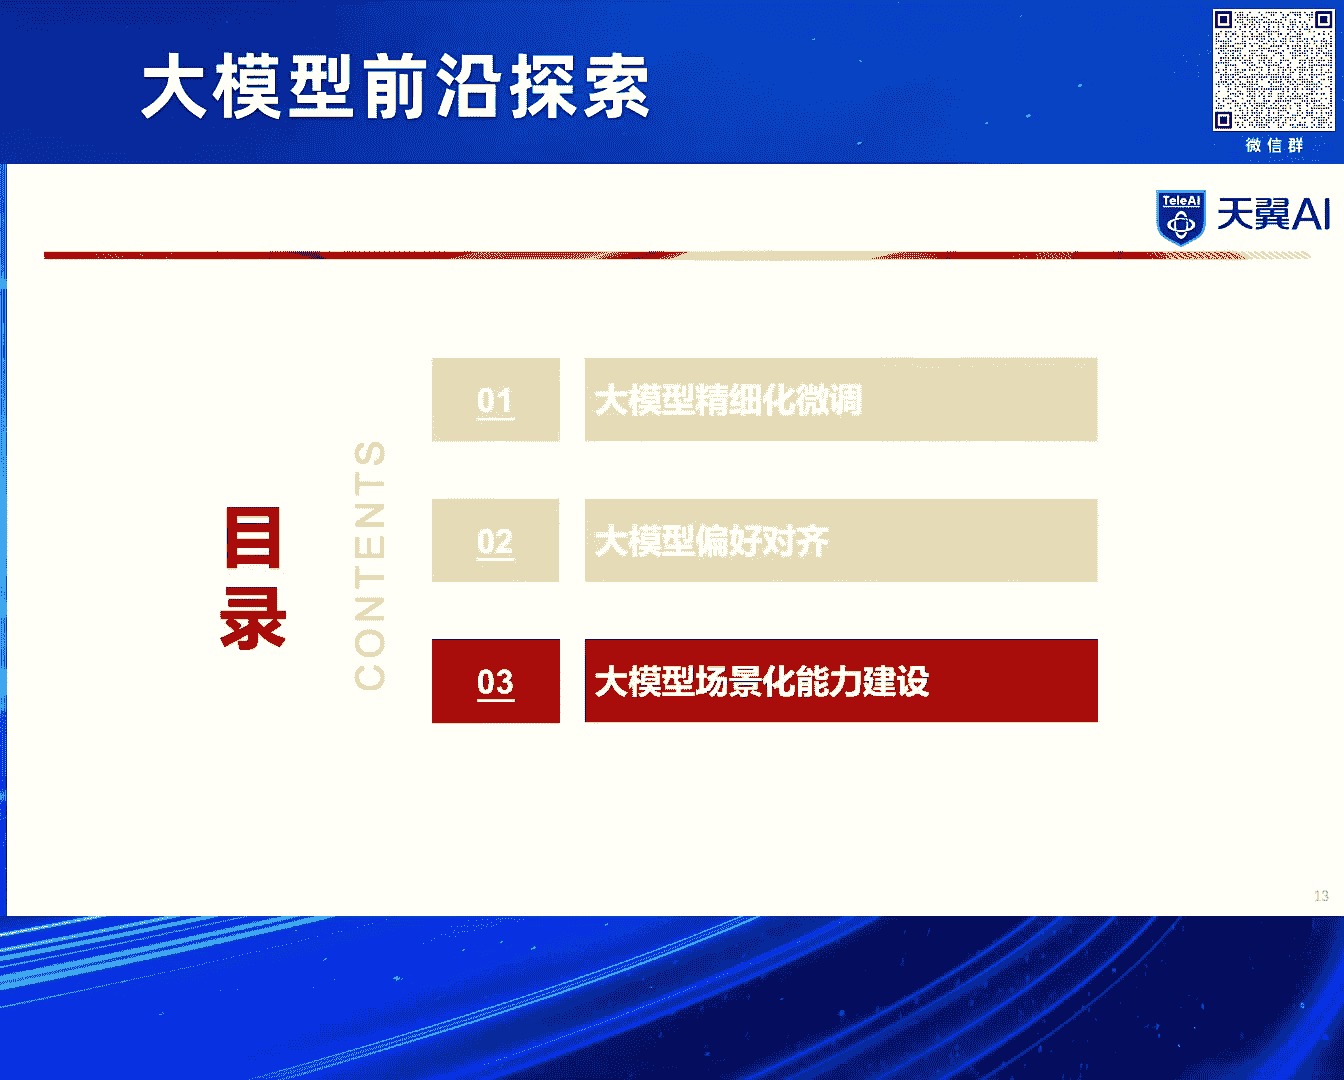 大模型前沿探索
微信群
TeleAI
天翼AI
目录
CONTENTS
01
大模型精细化微调
02
大模型偏好对齐
03
大模型场景化能力建设
13